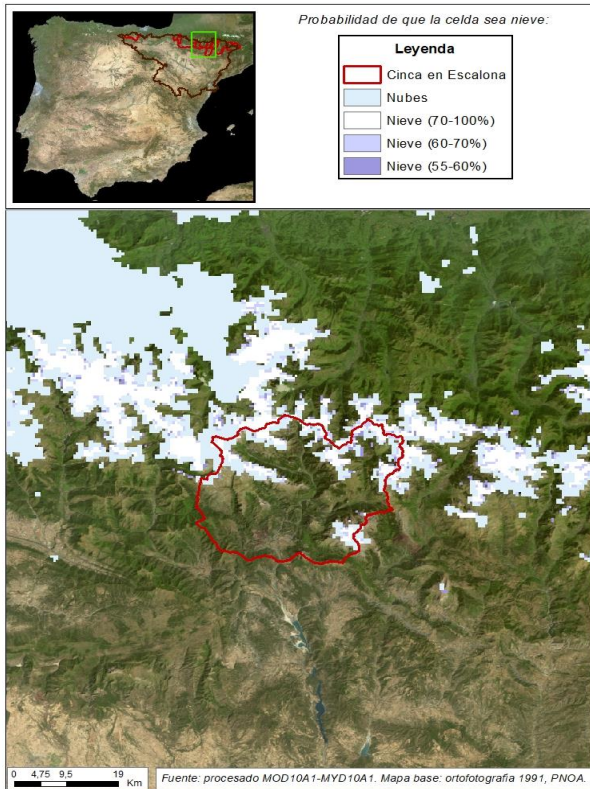 Probabilidad de que la celda sea nieve:
Leyenda
Cinca en Escalona
Nubes
Nieve (70-100%)
Nieve (60-70%)
Nieve (55-60%)
0 4,75 9,5 19
Km
Fuente: procesado MOD10A1-MYD10A1. Mapa base: ortofotografia 1991, PNOA.